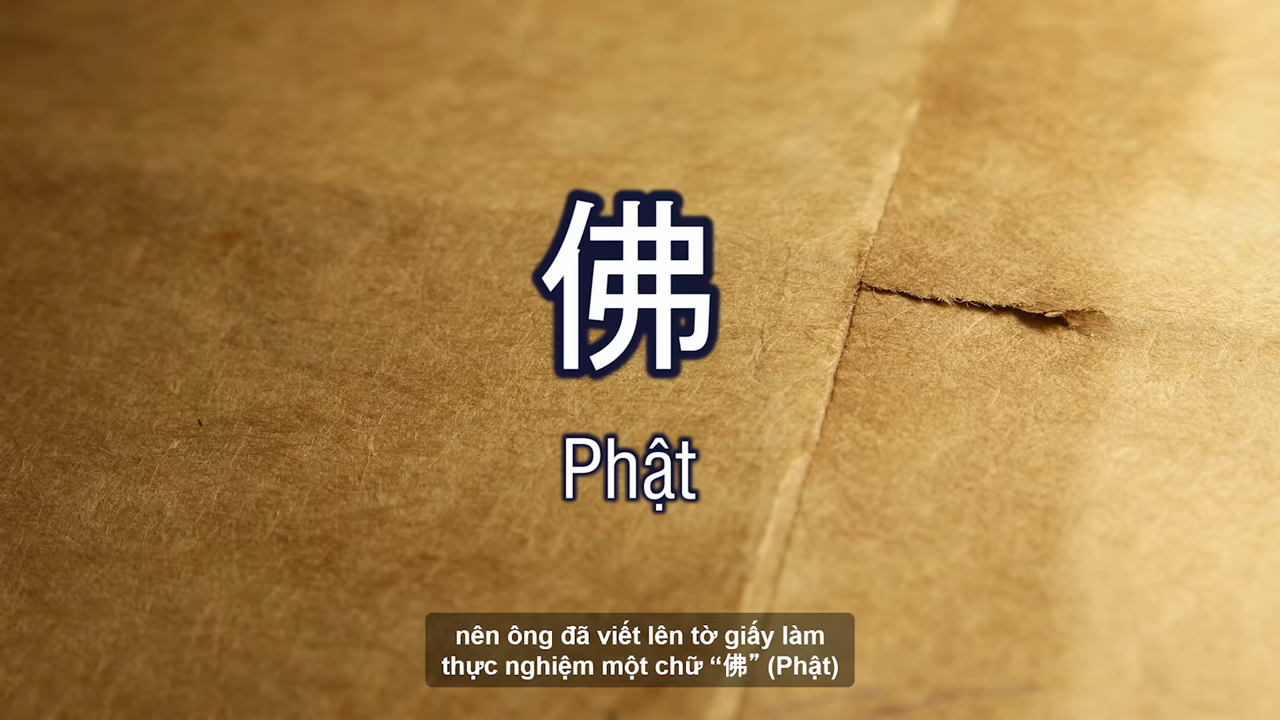 佛
Phật
nên ông đã viết lên tờ giấy làm
thực nghiệm một chữ “佛” (Phật)